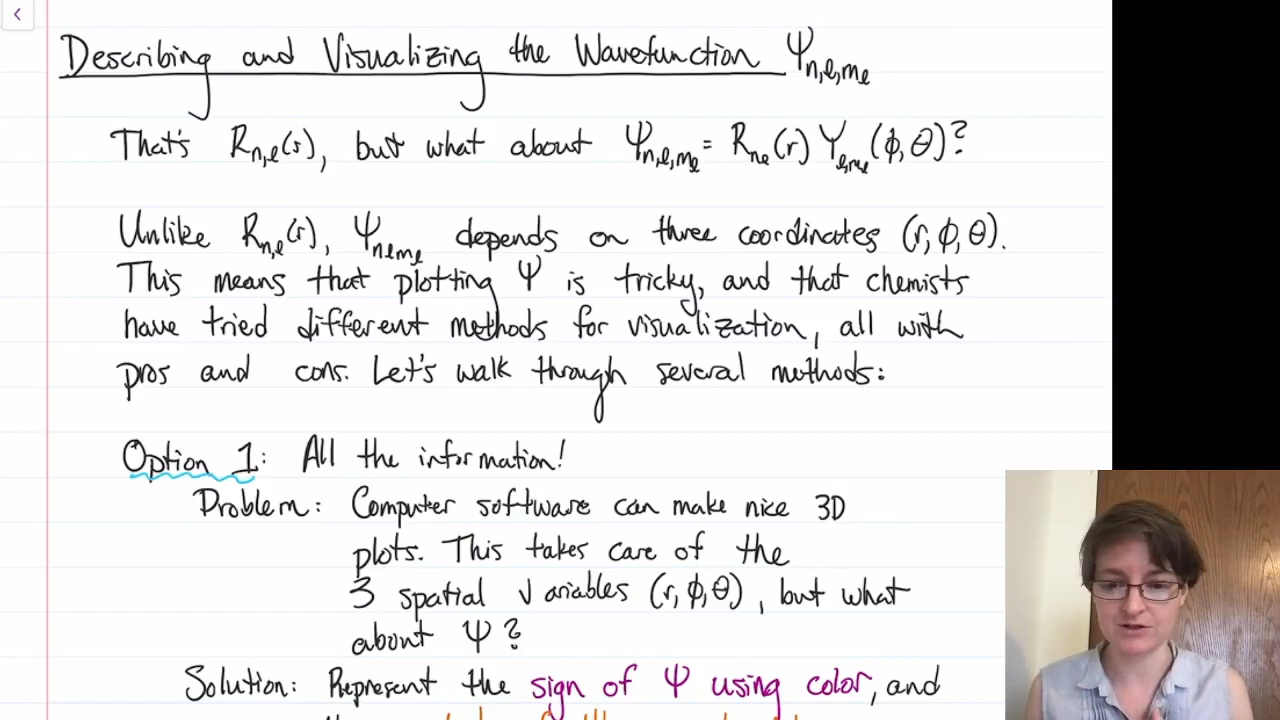 Describing and Visualizing the Wavefunction Ψn,ℓ,mℓ
That's Rn,ℓ(r), but what about Ψn,ℓ,mℓ = Rnℓ(r) Yℓ,mℓ(ϕ,θ)?
Unlike Rn,ℓ(r), Ψnℓmℓ depends on three coordinates (r,ϕ,θ).
This means that plotting Ψ is tricky, and that chemists
have tried different methods for visualization, all with
pros and cons. Let's walk through several methods:
Option 1: All the information!
Problem: Computer software can make nice 3D
plots. This takes care of the
3 spatial variables (r,ϕ,θ), but what
about Ψ?
Solution: Represent the sign of Ψ using color, and